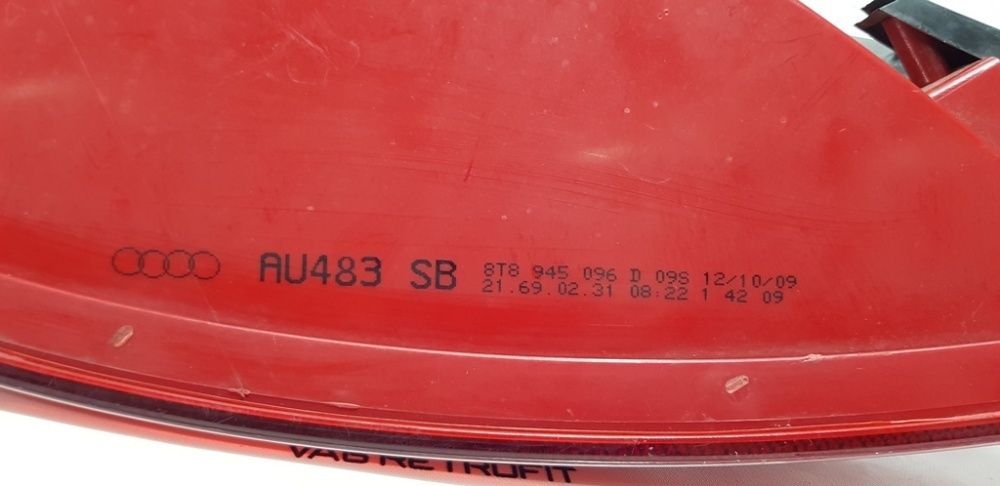 AU483 SB
8T8 945 096 D 09S 12/10/09
21.69.02.31 08:22 1 42 09
VAG RETROFIT